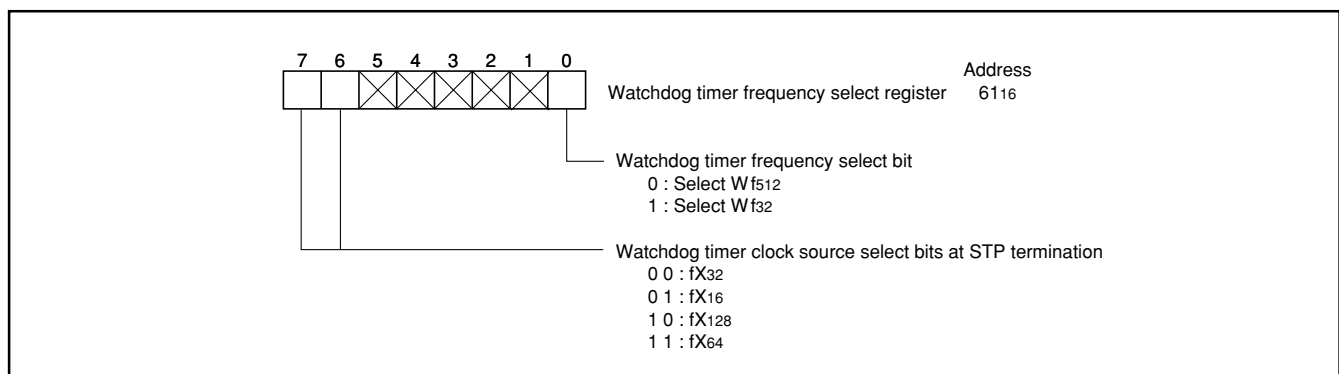 7 6 5 4 3 2 1 0
Address
Watchdog timer frequency select register 6116
Watchdog timer frequency select bit
0 : Select Wf512
1 : Select Wf32
Watchdog timer clock source select bits at STP termination
0 0 : fX32
0 1 : fX16
1 0 : fX128
1 1 : fX64